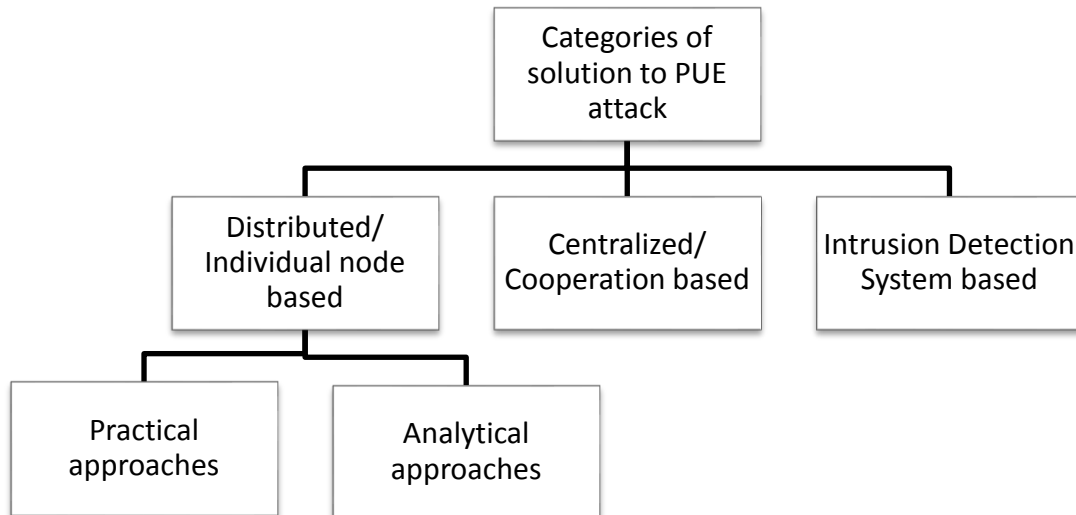 Categories of
solution to PUE
attack
Distributed/
Individual node
based
Centralized/
Cooperation based
Intrusion Detection
System based
Practical
approaches
Analytical
approaches